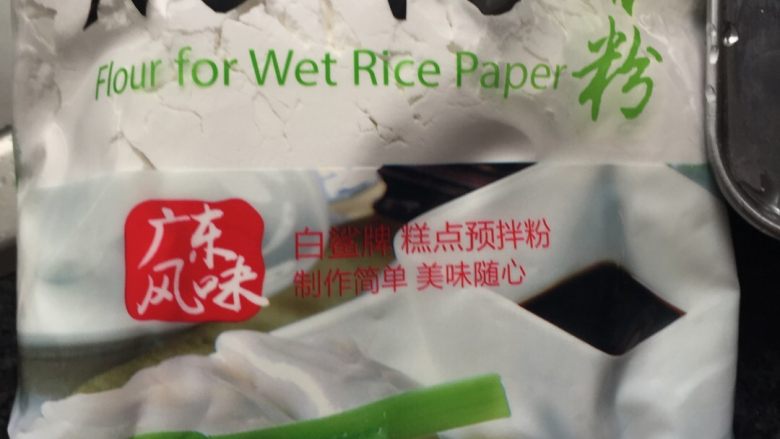 Flour for Wet Rice Paper
粉
广东
风味
白鲨牌 糕点预拌粉
制作简单 美味随心